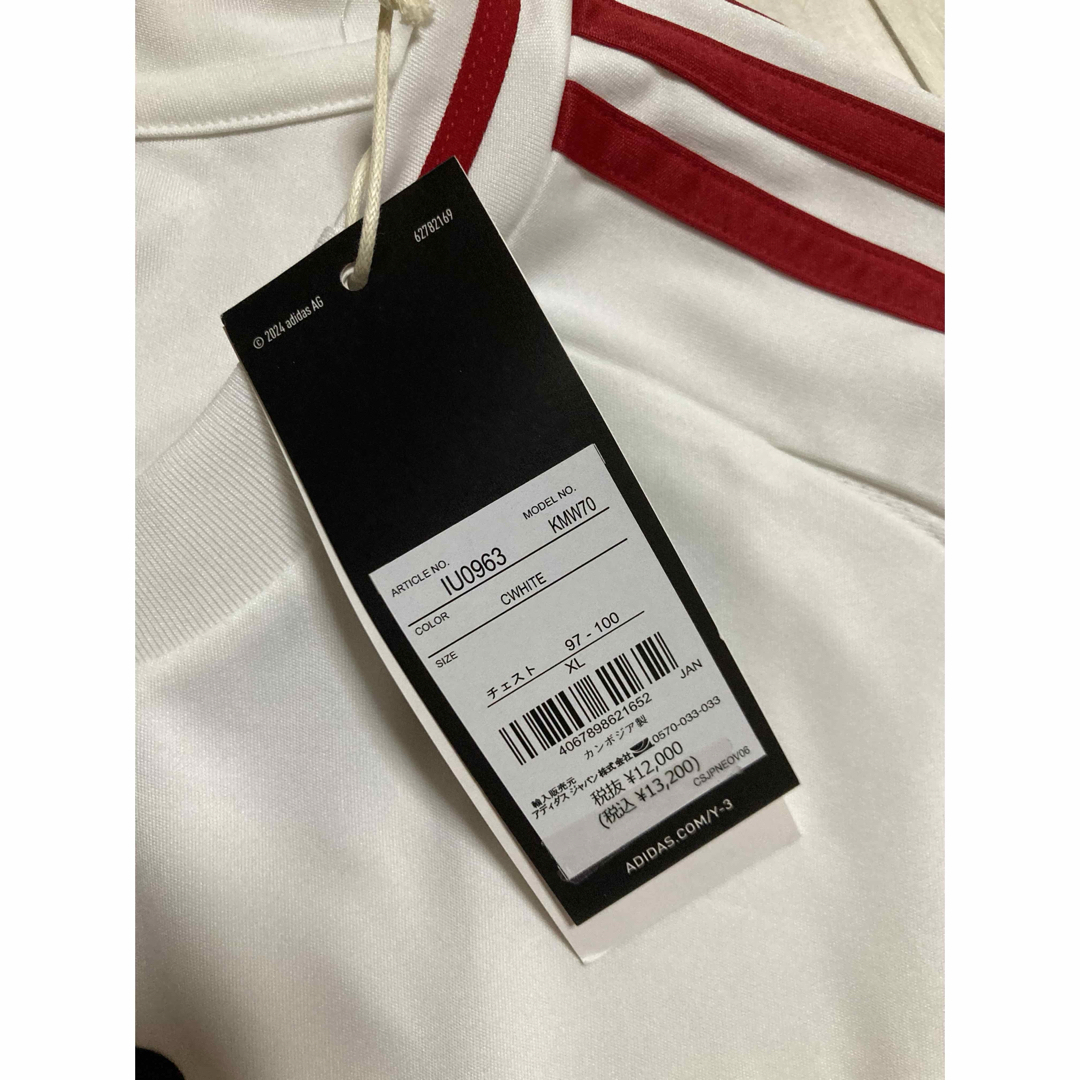 62782169
© 2024 adidas AG
ARTICLE NO. MODEL NO.
IU0963 KMW70
COLOR CWHITE
SIZE
チェスト 97 - 100
XL
JAN
4067898621652
カンボジア製
輸入販売元
アディダス ジャパン株式会社 0570-033-033
税抜 ¥12,000
(税込 ¥13,200)
CSJPNEOV06
ADIDAS.COM/Y-3